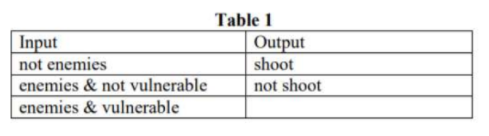 Table 1
Input Output
not enemies shoot
enemies & not vulnerable not shoot
enemies & vulnerable